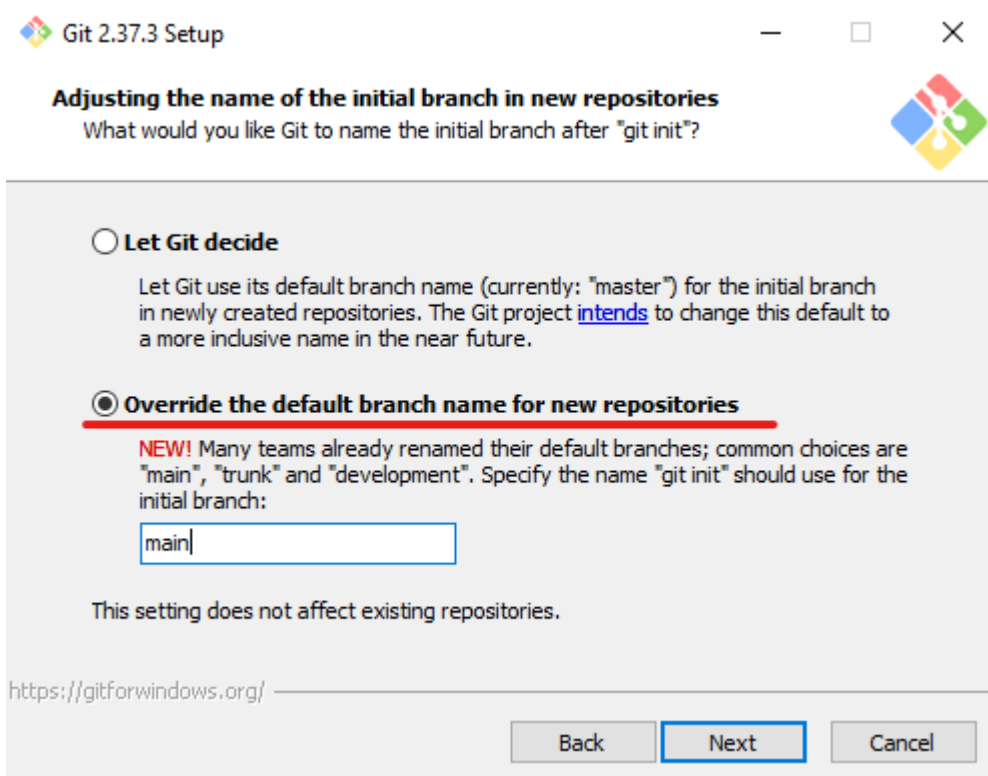 Git 2.37.3 Setup
Adjusting the name of the initial branch in new repositories
What would you like Git to name the initial branch after "git init"?
Let Git decide
Let Git use its default branch name (currently: "master") for the initial branch
in newly created repositories. The Git project intends to change this default to
a more inclusive name in the near future.
Override the default branch name for new repositories
NEW! Many teams already renamed their default branches; common choices are
"main", "trunk" and "development". Specify the name "git init" should use for the
initial branch:
main
This setting does not affect existing repositories.
https://gitforwindows.org/
Back Next Cancel